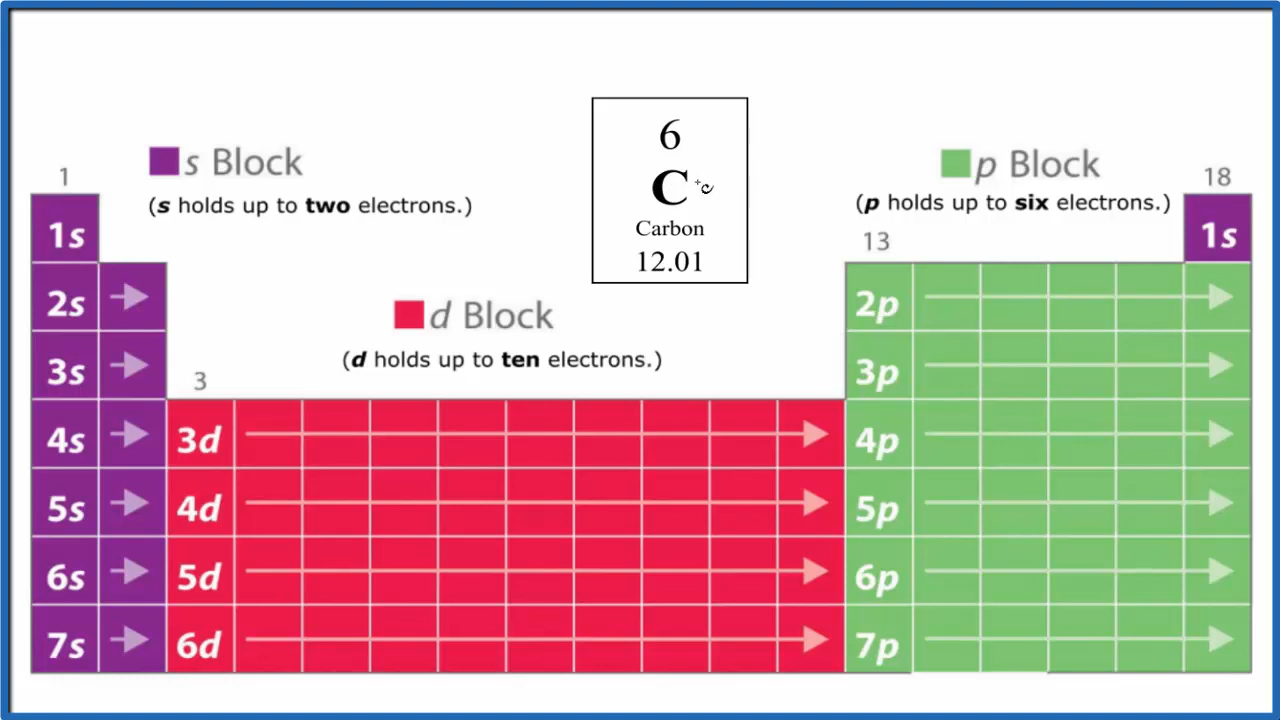 6
C
Carbon
12.01
s Block
(s holds up to two electrons.)
p Block
(p holds up to six electrons.)
d Block
(d holds up to ten electrons.)
1
18
13
3
1s
1s
2s
2p
3s
3p
4s
3d
4p
5s
4d
5p
6s
5d
6p
7s
6d
7p